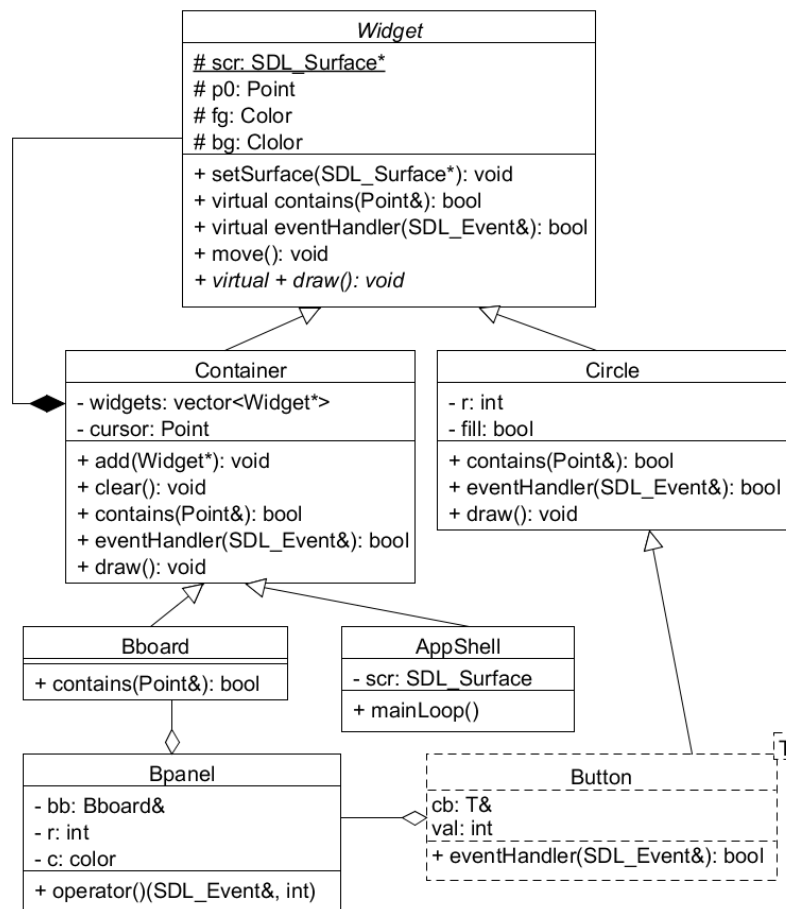 Widget
# scr: SDL_Surface*
# p0: Point
# fg: Color
# bg: Clolor
+ setSurface(SDL_Surface*): void
+ virtual contains(Point&): bool
+ virtual eventHandler(SDL_Event&): bool
+ move(): void
+ virtual + draw(): void
Container
- widgets: vector<Widget*>
- cursor: Point
+ add(Widget*): void
+ clear(): void
+ contains(Point&): bool
+ eventHandler(SDL_Event&): bool
+ draw(): void
Circle
- r: int
- fill: bool
+ contains(Point&): bool
+ eventHandler(SDL_Event&): bool
+ draw(): void
Bboard
+ contains(Point&): bool
AppShell
- scr: SDL_Surface
+ mainLoop()
Bpanel
- bb: Bboard&
- r: int
- c: color
+ operator()(SDL_Event&, int)
T
Button
cb: T&
val: int
+ eventHandler(SDL_Event&): bool